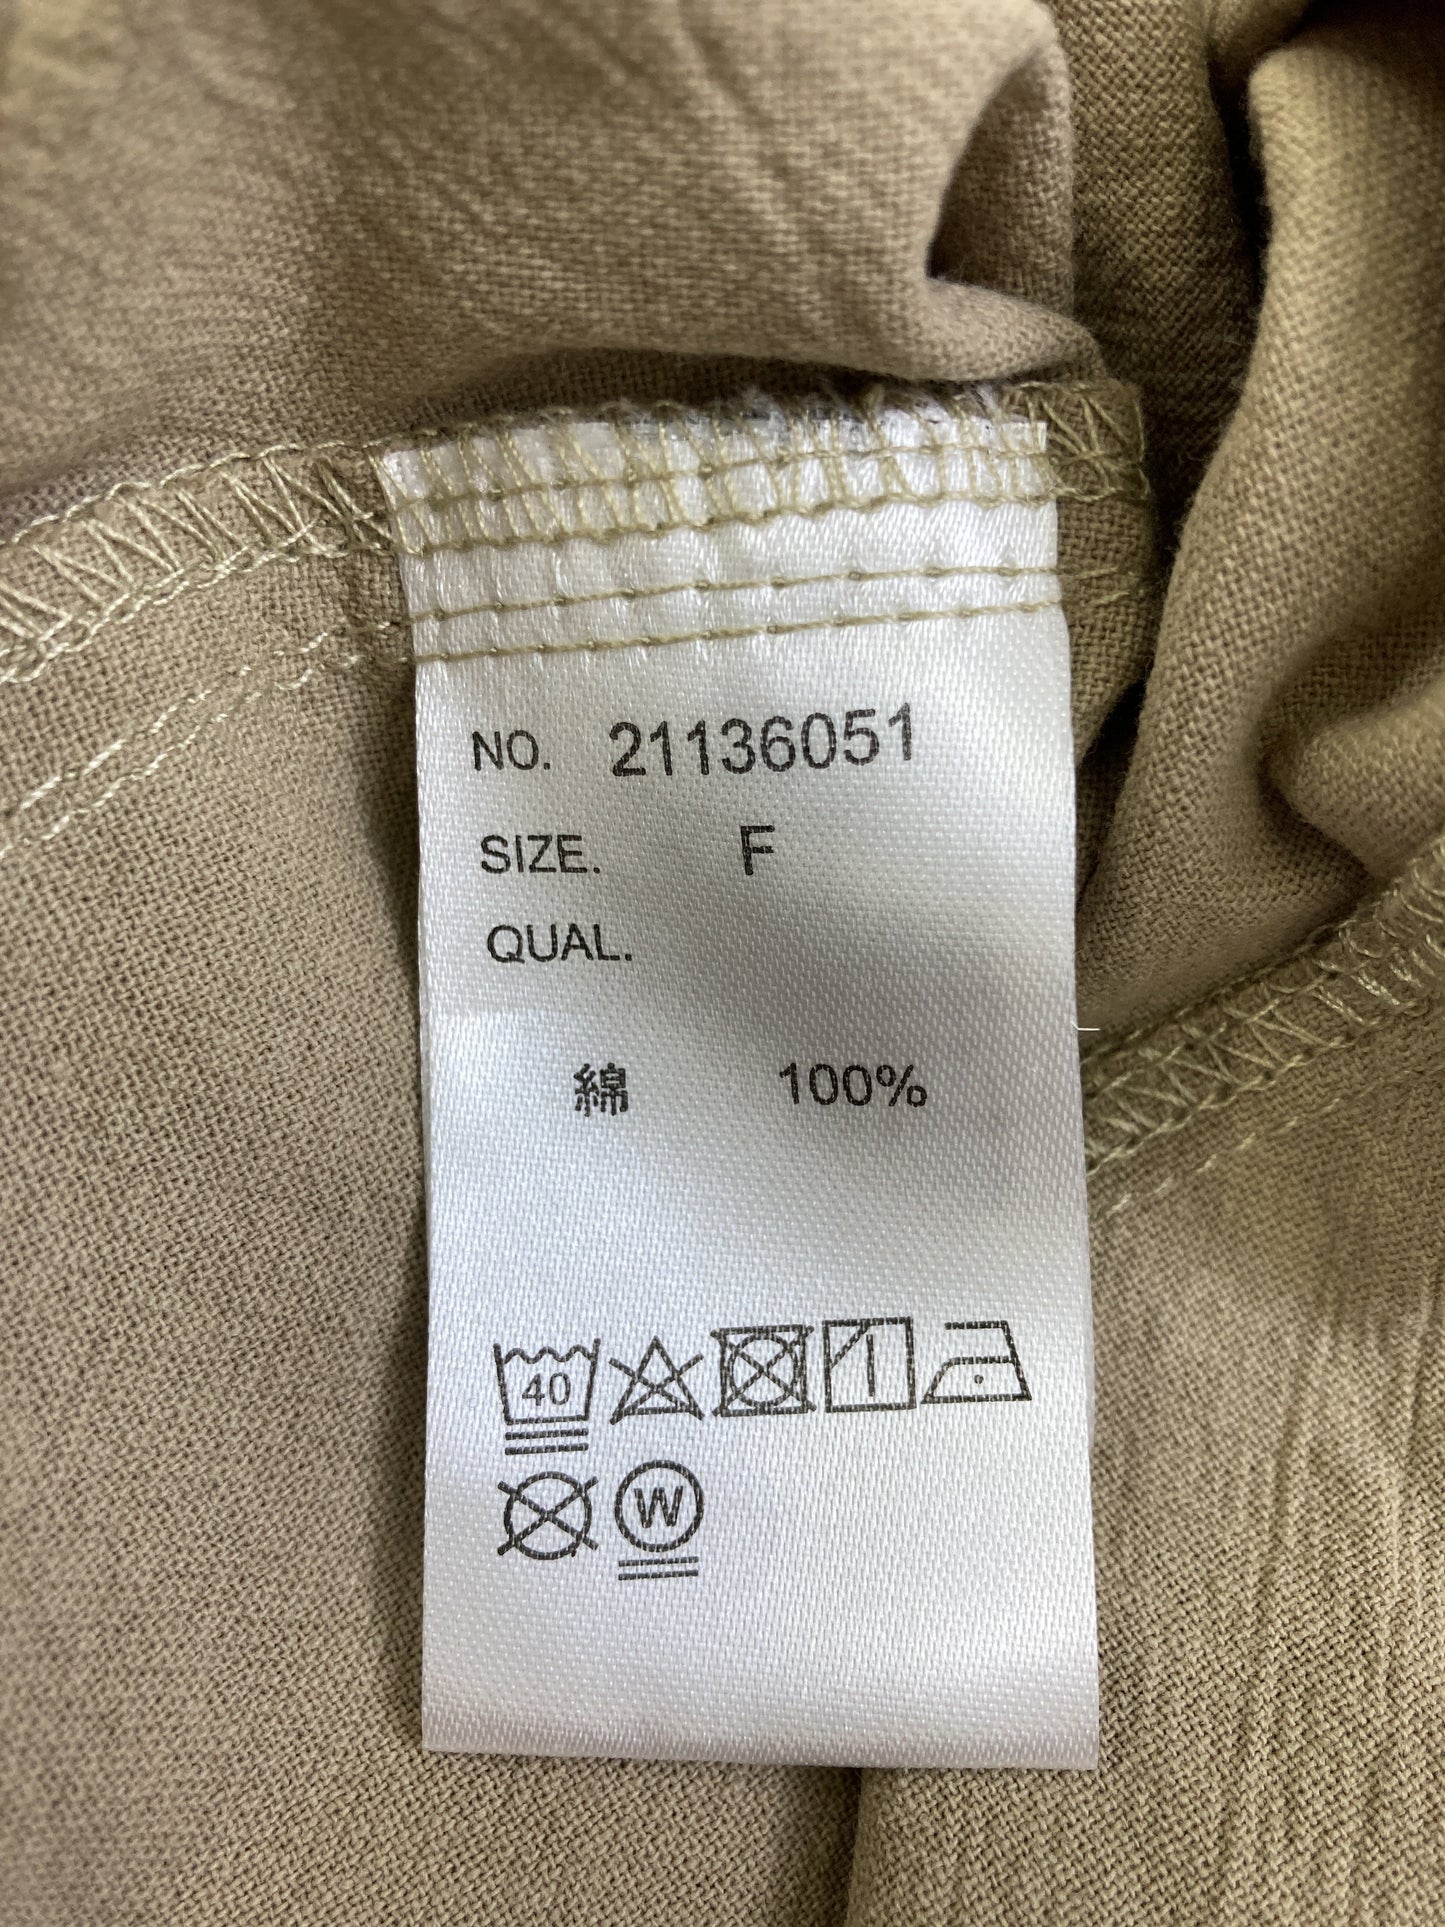 NO. 21136051
SIZE. F
QUAL.
綿 100%
40
W